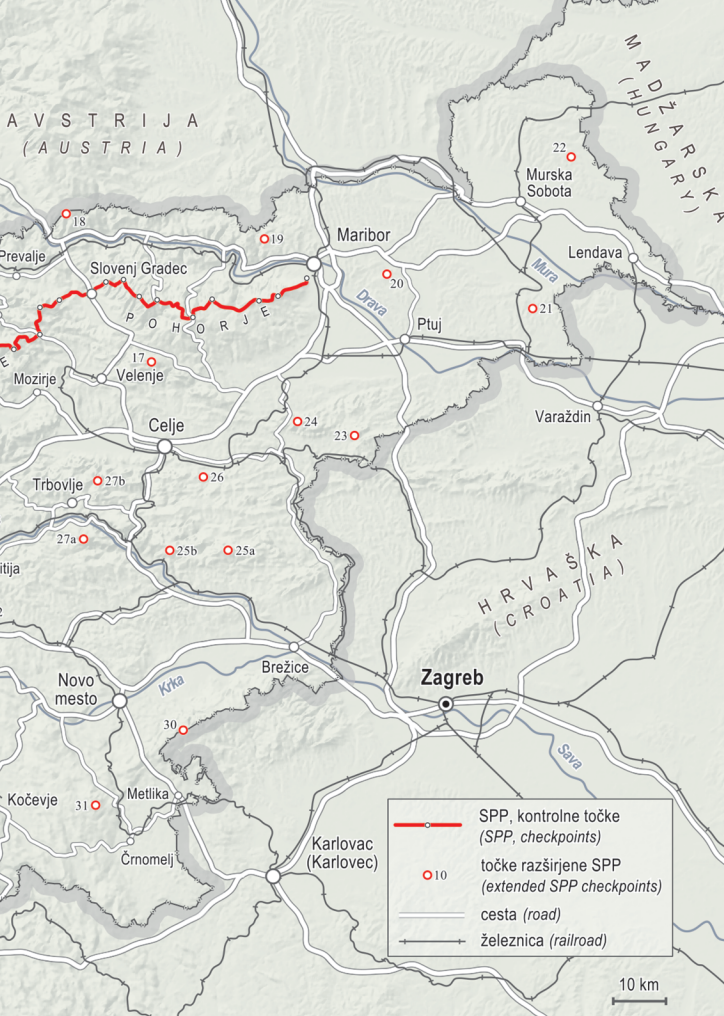 MADŽARSKA
(HUNGARY)
AVSTRIJA
(AUSTRIA)
22
Murska
Sobota
18
19
Maribor
Prevalje
Slovenj Gradec
Lendava
Mura
20
Drava
21
POHORJE
Ptuj
E
17
Velenje
Mozirje
Varaždin
24
23
Celje
Trbovlje
27b
26
27a
25b
25a
itija
HRVAŠKA
(CROATIA)
2
Brežice
Zagreb
Novo
mesto
Krka
30
Sava
Metlika
Kočevje
31
Črnomelj
Karlovac
(Karlovec)
SPP, kontrolne točke
(SPP, checkpoints)
10
točke razširjene SPP
(extended SPP checkpoints)
cesta (road)
železnica (railroad)
10 km